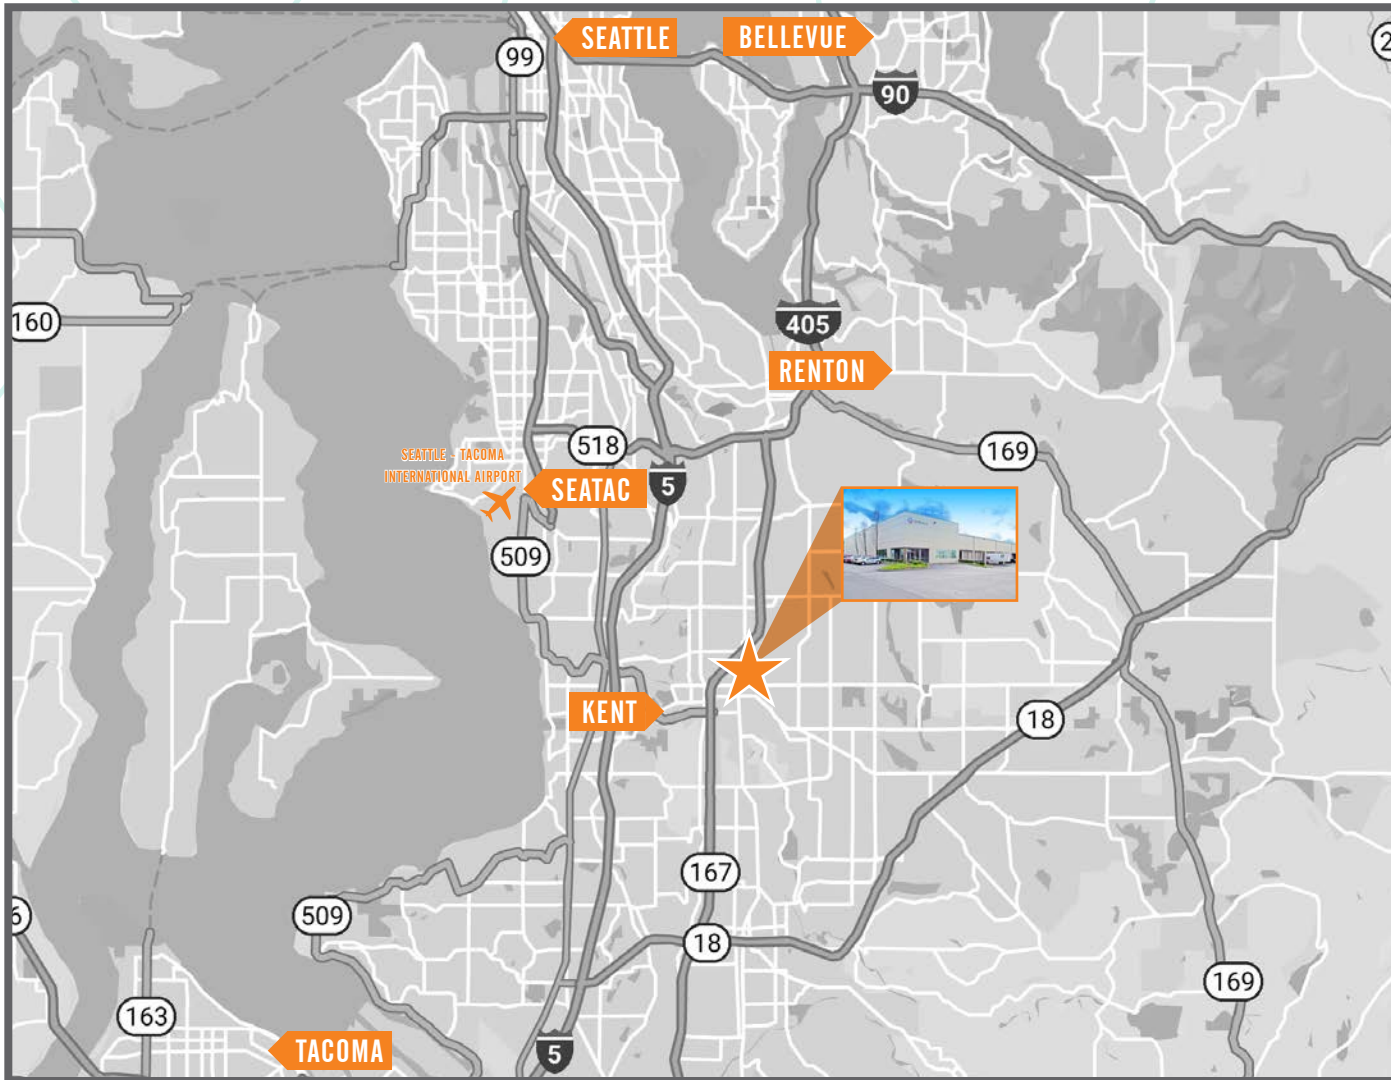 SEATTLE
BELLEVUE
2
99
90
160
405
RENTON
518
169
SEATTLE - TACOMA
INTERNATIONAL AIRPORT
SEATAC
5
509
KENT
18
167
6
509
18
169
163
TACOMA
5